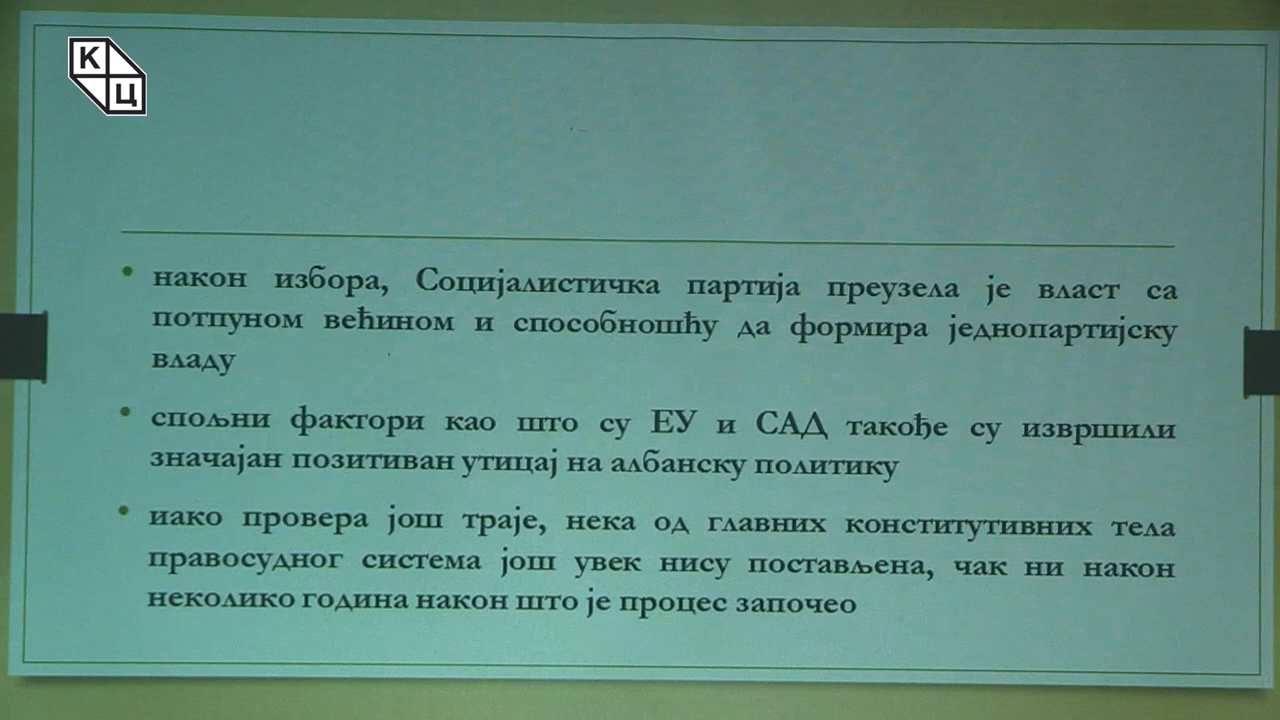 К
Ц
након избора, Социјалистичка партија преузела је власт са
потпуном већином и способношћу да формира једнопартијску
владу
спољни фактори као што су ЕУ и САД такође су извршили
значајан позитиван утицај на албанску политику
иако провера још траје, нека од главних конститутивних тела
правосудног система још увек нису постављена, чак ни након
неколико година након што је процес започео